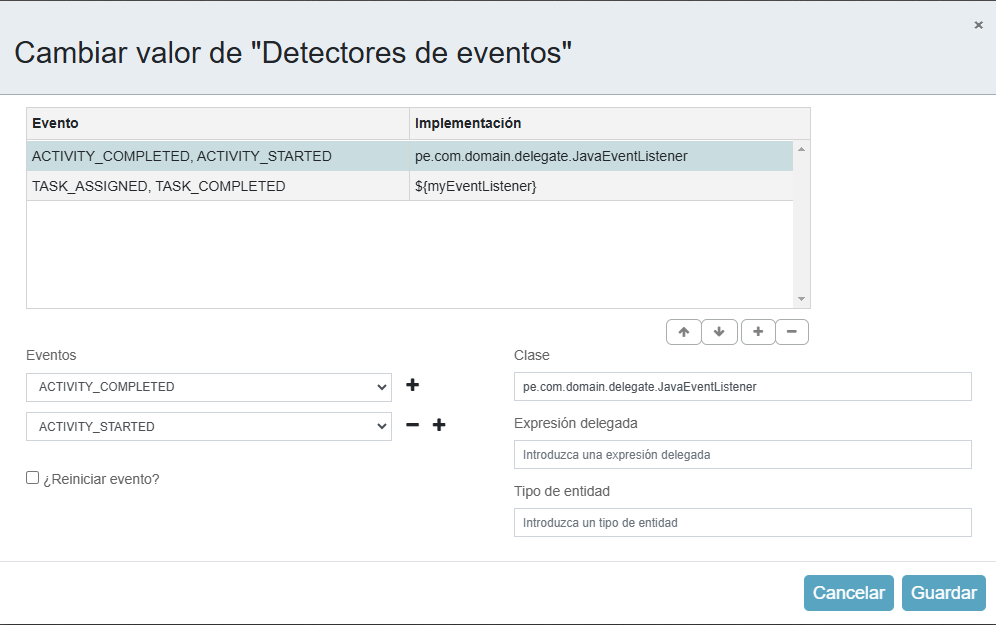 ×
Cambiar valor de "Detectores de eventos"
Evento Implementación
ACTIVITY_COMPLETED, ACTIVITY_STARTED pe.com.domain.delegate.JavaEventListener
TASK_ASSIGNED, TASK_COMPLETED ${myEventListener}
Eventos
ACTIVITY_COMPLETED
ACTIVITY_STARTED
¿Reiniciar evento?
Clase
pe.com.domain.delegate.JavaEventListener
Expresión delegada
Introduzca una expresión delegada
Tipo de entidad
Introduzca un tipo de entidad
Cancelar Guardar